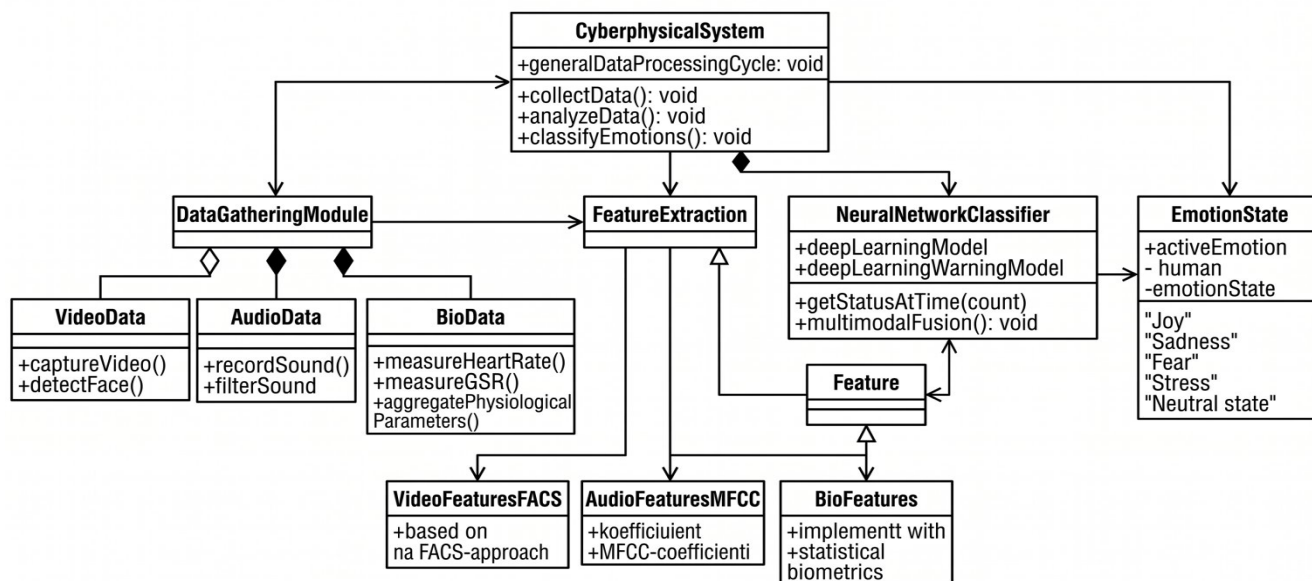 CyberphysicalSystem
+generalDataProcessingCycle: void
+collectData(): void
+analyzeData(): void
+classifyEmotions(): void
DataGatheringModule
FeatureExtraction
NeuralNetworkClassifier
+deepLearningModel
+deepLearningWarningModel
+getStatusAtTime(count)
+multimodalFusion(): void
EmotionState
+activeEmotion
- human
-emotionState
"Joy"
"Sadness"
"Fear"
"Stress"
"Neutral state"
VideoData
+captureVideo()
+detectFace()
AudioData
+recordSound()
+filterSound
BioData
+measureHeartRate()
+measureGSR()
+aggregatePhysiological
Parameters()
Feature
VideoFeaturesFACS
+based on
na FACS-approach
AudioFeaturesMFCC
+koefficiuient
+MFCC-coefficienti
BioFeatures
+implementt with
+statistical
biometrics